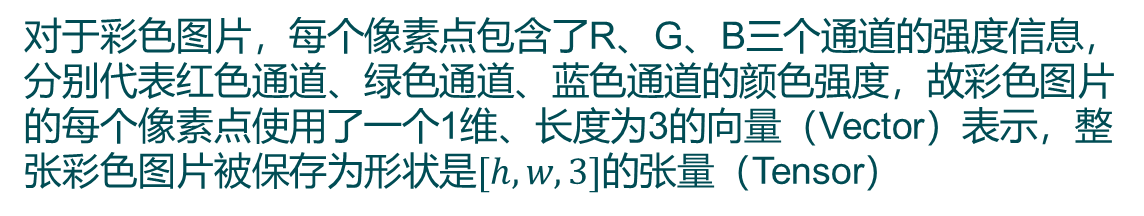 对于彩色图片，每个像素点包含了R、G、B三个通道的强度信息，
分别代表红色通道、绿色通道、蓝色通道的颜色强度，故彩色图片
的每个像素点使用了一个1维、长度为3的向量（Vector）表示，整
张彩色图片被保存为形状是[h, w, 3]的张量（Tensor）